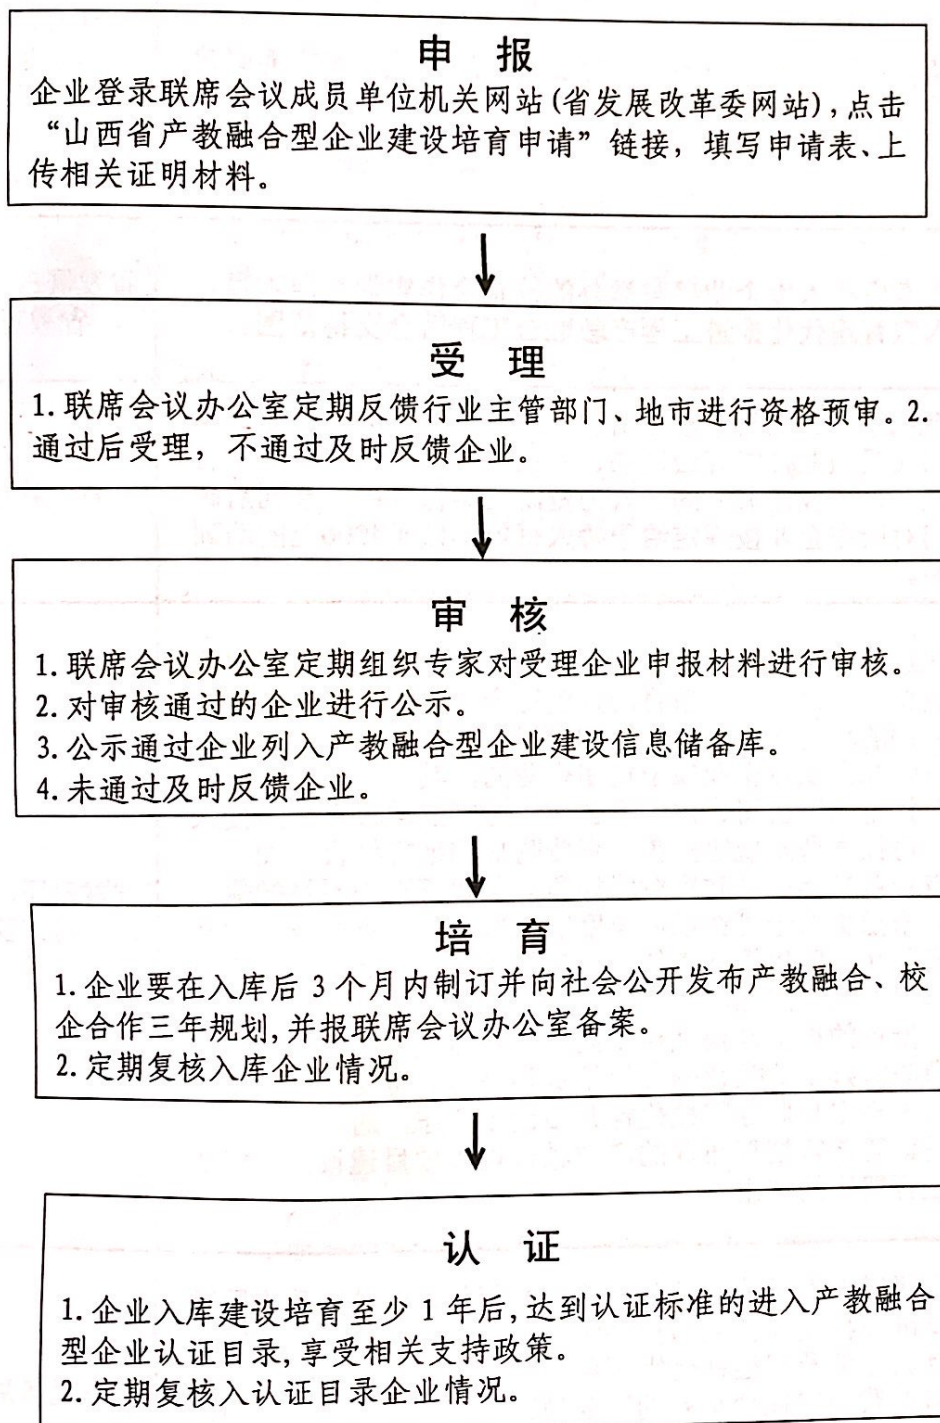 申 报
企业登录联席会议成员单位机关网站(省发展改革委网站),点击
“山西省产教融合型企业建设培育申请”链接，填写申请表、上
传相关证明材料。
受 理
1. 联席会议办公室定期反馈行业主管部门、地市进行资格预审。2.
通过后受理，不通过及时反馈企业。
审 核
1. 联席会议办公室定期组织专家对受理企业申报材料进行审核。
2. 对审核通过的企业进行公示。
3. 公示通过企业列入产教融合型企业建设信息储备库。
4. 未通过及时反馈企业。
培 育
1. 企业要在入库后 3 个月内制订并向社会公开发布产教融合、校
企合作三年规划,并报联席会议办公室备案。
2. 定期复核入库企业情况。
认 证
1. 企业入库建设培育至少 1 年后,达到认证标准的进入产教融合
型企业认证目录,享受相关支持政策。
2. 定期复核入认证目录企业情况。